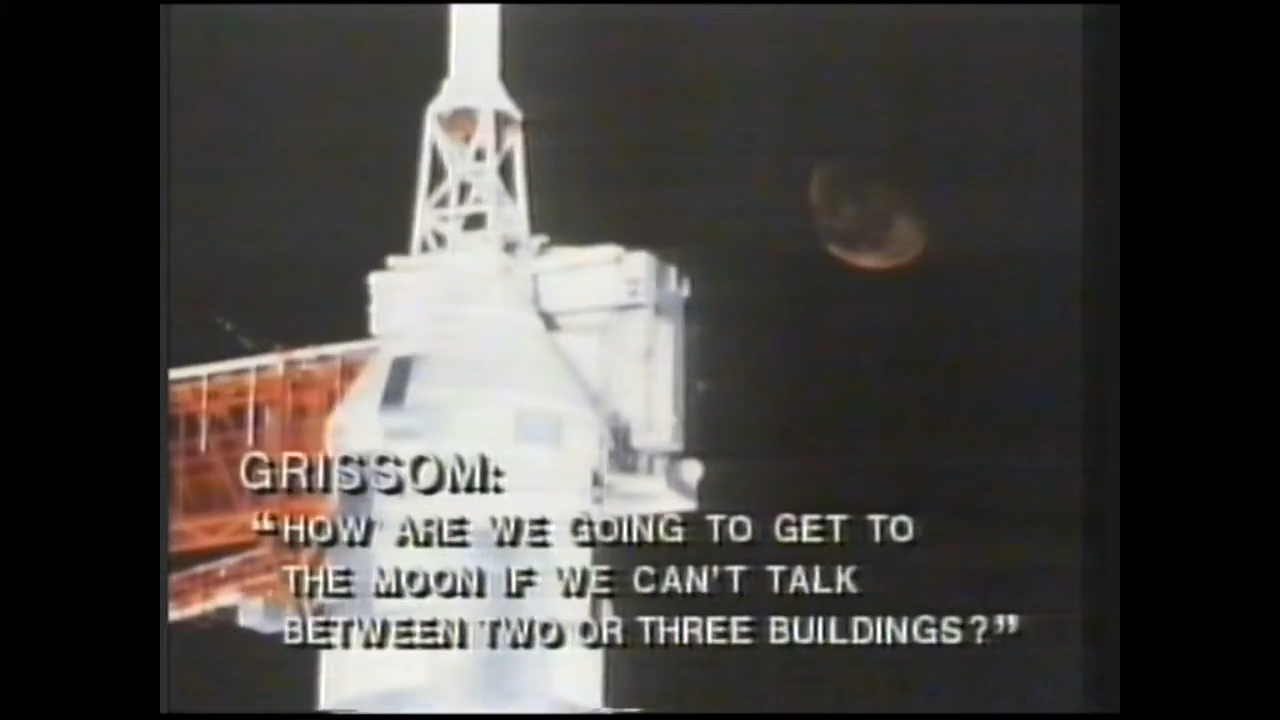 GRISSOM:
“HOW ARE WE GOING TO GET TO
THE MOON IF WE CAN'T TALK
BETWEEN TWO OR THREE BUILDINGS?”